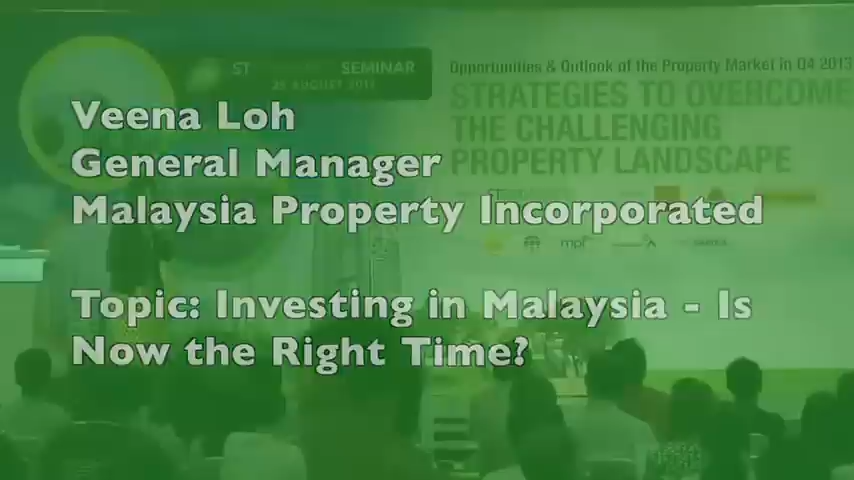 Veena Loh
General Manager
Malaysia Property Incorporated
Topic: Investing in Malaysia - Is
Now the Right Time?
ST
SEMINAR
Opportunities & Outlook of the Property Market in Q4 2013
STRATEGIES TO OVERCOME
THE CHALLENGING
PROPERTY LANDSCAPE